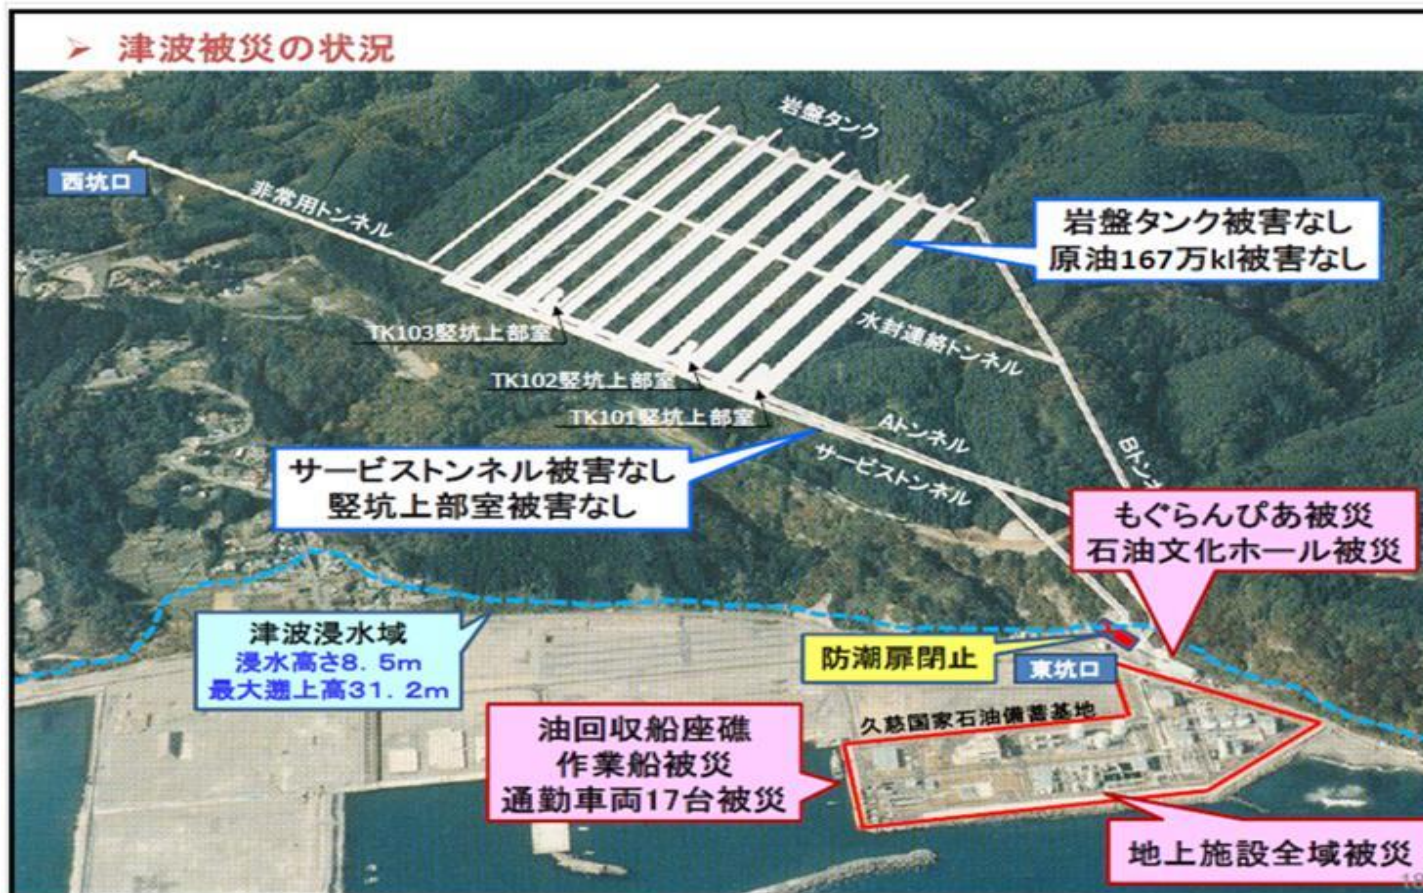 ➢ 津波被災の状況
岩盤タンク
西坑口
非常用トンネル
岩盤タンク被害なし
原油167万kl被害なし
TK103竪坑上部室
水封連絡トンネル
TK102竪坑上部室
TK101竪坑上部室
Aトンネル
Bトンネ
サービストンネル
サービストンネル被害なし
竪坑上部室被害なし
もぐらんぴあ被災
石油文化ホール被災
津波浸水域
浸水高さ8.5m
最大遡上高31.2m
防潮扉閉止
東坑口
久慈国家石油備蓄基地
油回収船座礁
作業船被災
通勤車両17台被災
地上施設全域被災